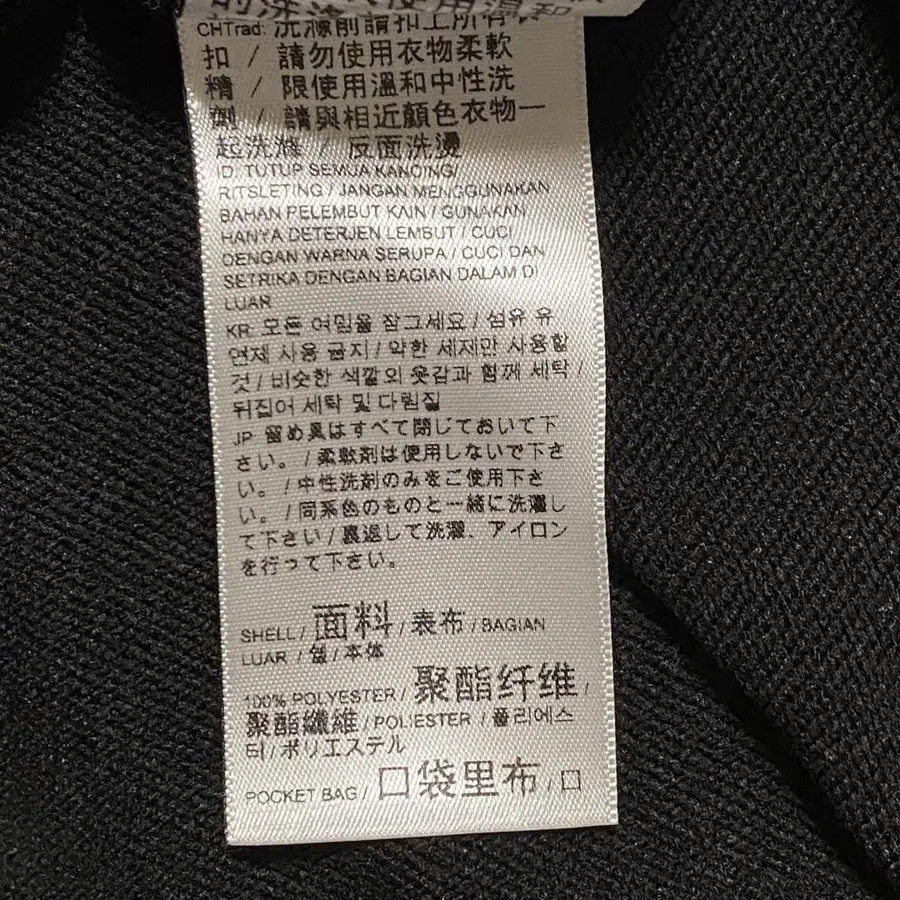 的洗滌 使用溫和
CHTrad: 洗滌前請扣上所有
扣 / 請勿使用衣物柔軟
精 / 限使用溫和中性洗
劑 / 請與相近顏色衣物一
起洗滌 / 反面洗燙
ID: TUTUP SEMUA KANCING/
RITSLETING / JANGAN MENGGUNAKAN
BAHAN PELEMBUT KAIN / GUNAKAN
HANYA DETERJEN LEMBUT / CUCI
DENGAN WARNA SERUPA / CUCI DAN
SETRIKA DENGAN BAGIAN DALAM DI
LUAR
KR: 모든 여밈을 잠그세요 / 섬유 유
연제 사용 금지 / 약한 세제만 사용할
것 / 비슷한 색깔의 옷감과 함께 세탁 /
뒤집어 세탁 및 다림질
JP 留め具はすべて閉じておいて下
さい。 / 柔軟剤は使用しないで下さ
い。 / 中性洗剤のみをご使用下さ
い。 / 同系色のものと一緒に洗濯し
て下さい / 裏返して洗濯、アイロン
を行って下さい。
SHELL / 面料 / 表布 / BAGIAN
LUAR / 쉘 / 本体
100% POLYESTER / 聚酯纤维 /
聚酯纖維 / POLIESTER / 폴리에스
터 / ポリエステル
POCKET BAG / 口袋里布 / 口